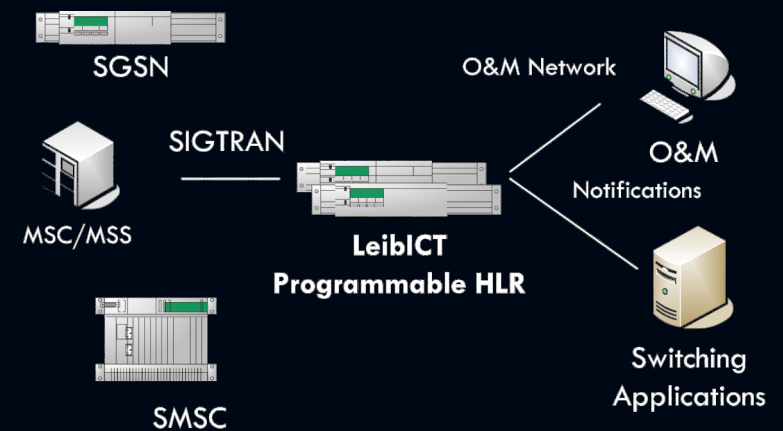 SGSN
O&M Network
SIGTRAN
O&M
MSC/MSS
Notifications
LeibICT
Programmable HLR
Switching
Applications
SMSC